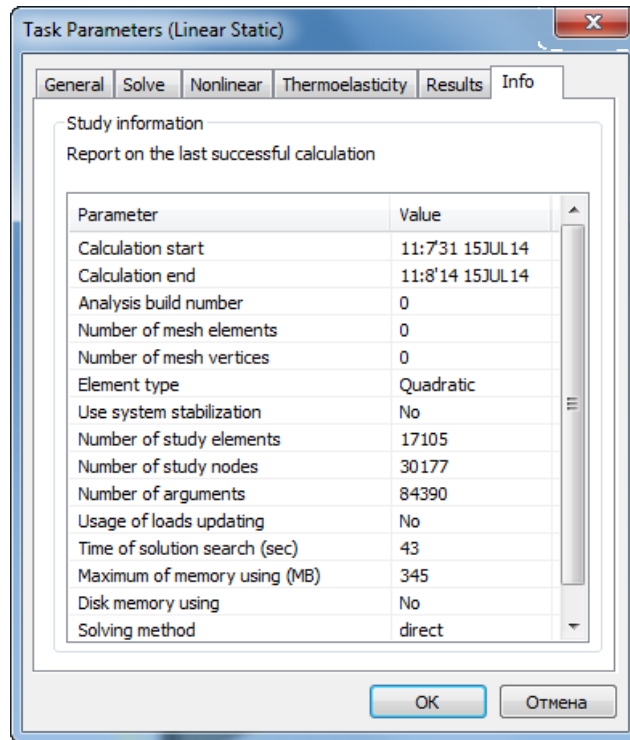 Task Parameters (Linear Static)
General Solve Nonlinear Thermoelasticity Results Info
Study information
Report on the last successful calculation
Parameter Value
Calculation start 11:7'31 15JUL14
Calculation end 11:8'14 15JUL14
Analysis build number 0
Number of mesh elements 0
Number of mesh vertices 0
Element type Quadratic
Use system stabilization No
Number of study elements 17105
Number of study nodes 30177
Number of arguments 84390
Usage of loads updating No
Time of solution search (sec) 43
Maximum of memory using (MB) 345
Disk memory using No
Solving method direct
OK Отмена